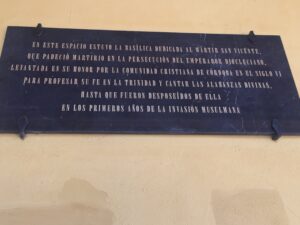 EN ESTE ESPACIO ESTUVO LA BASÍLICA DEDICADA AL MÁRTIR SAN VICENTE,
QUE PADECIÓ MARTIRIO EN LA PERSECUCIÓN DEL EMPERADOR DIOCLECIANO,
LEVANTADA EN SU HONOR POR LA COMUNIDAD CRISTIANA DE CÓRDOBA EN EL SIGLO VI
PARA PROFESAR SU FE EN LA TRINIDAD Y CANTAR LAS ALABANZAS DIVINAS,
HASTA QUE FUERON DESPOSEÍDOS DE ELLA
EN LOS PRIMEROS AÑOS DE LA INVASIÓN MUSULMANA